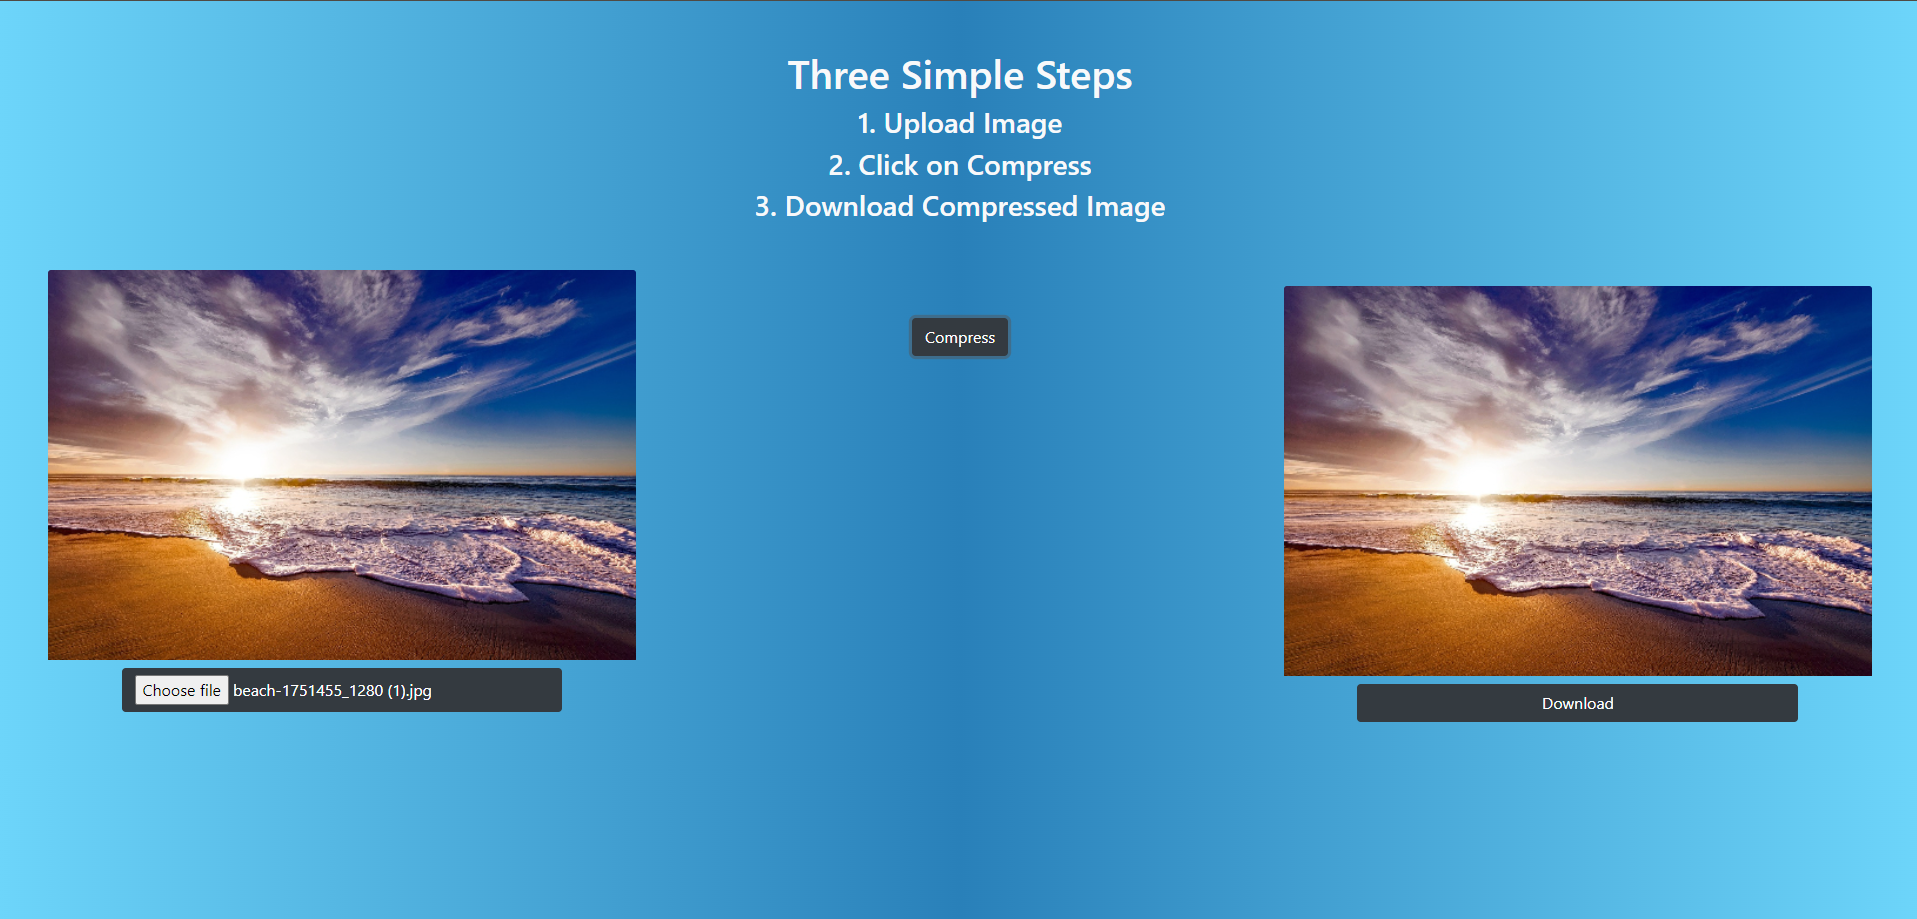 Three Simple Steps
1. Upload Image
2. Click on Compress
3. Download Compressed Image
Compress
Choose file beach-1751455_1280 (1).jpg
Download